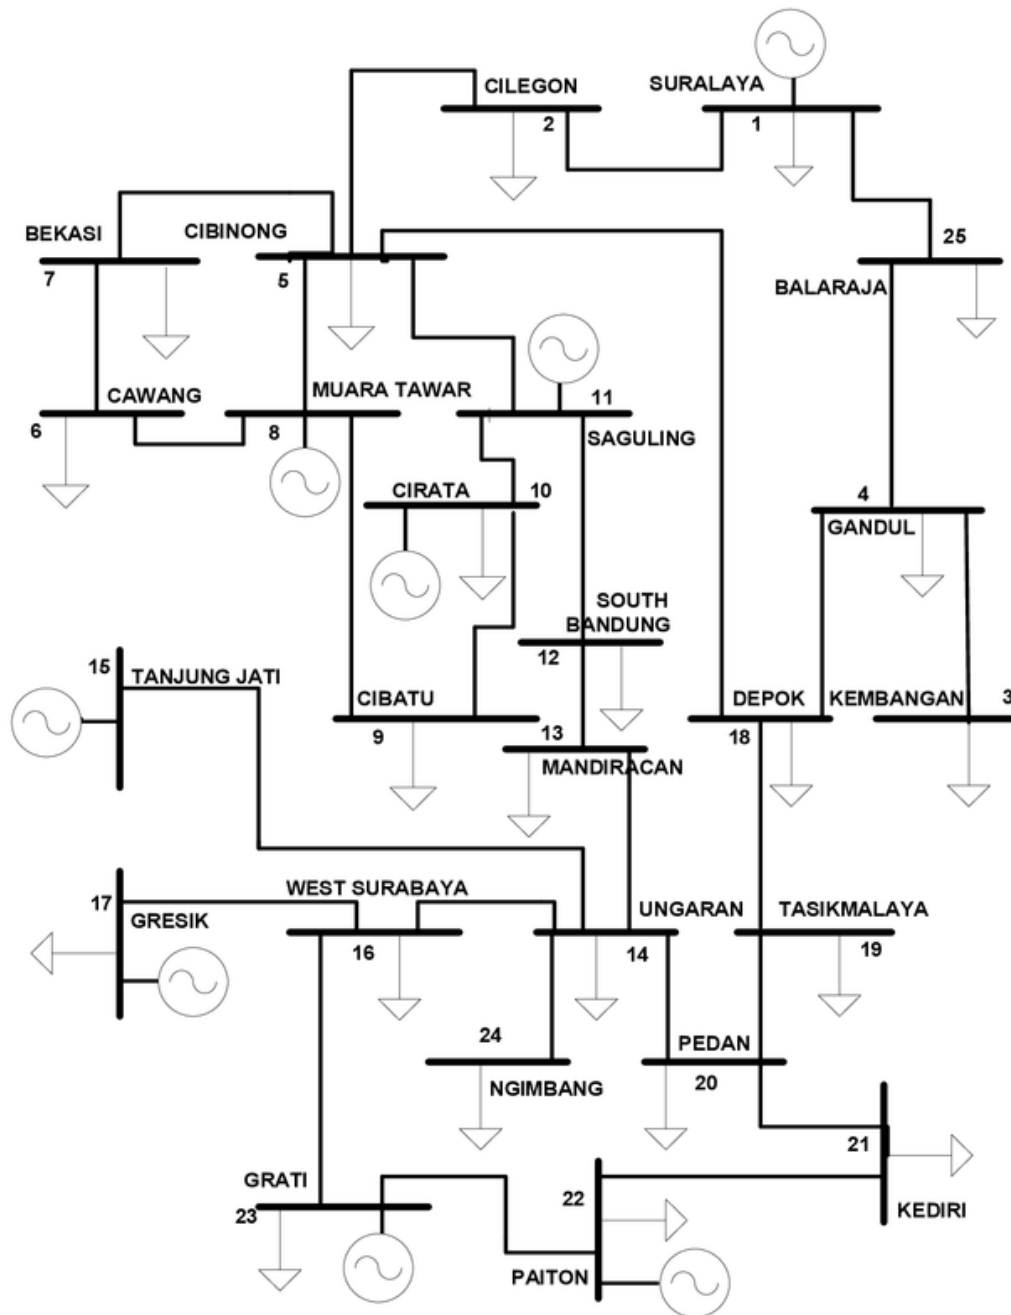 CILEGON
2
SURALAYA
1
BEKASI
7
CIBINONG
5
25
BALARAJA
CAWANG
6
MUARA TAWAR
8
11
SAGULING
CIRATA
10
4
GANDUL
SOUTH
BANDUNG
12
15
TANJUNG JATI
CIBATU
9
13
MANDIRACAN
DEPOK
18
KEMBANGAN
3
17
GRESIK
WEST SURABAYA
16
UNGARAN
14
TASIKMALAYA
19
24
NGIMBANG
PEDAN
20
21
KEDIRI
GRATI
23
22
PAITON